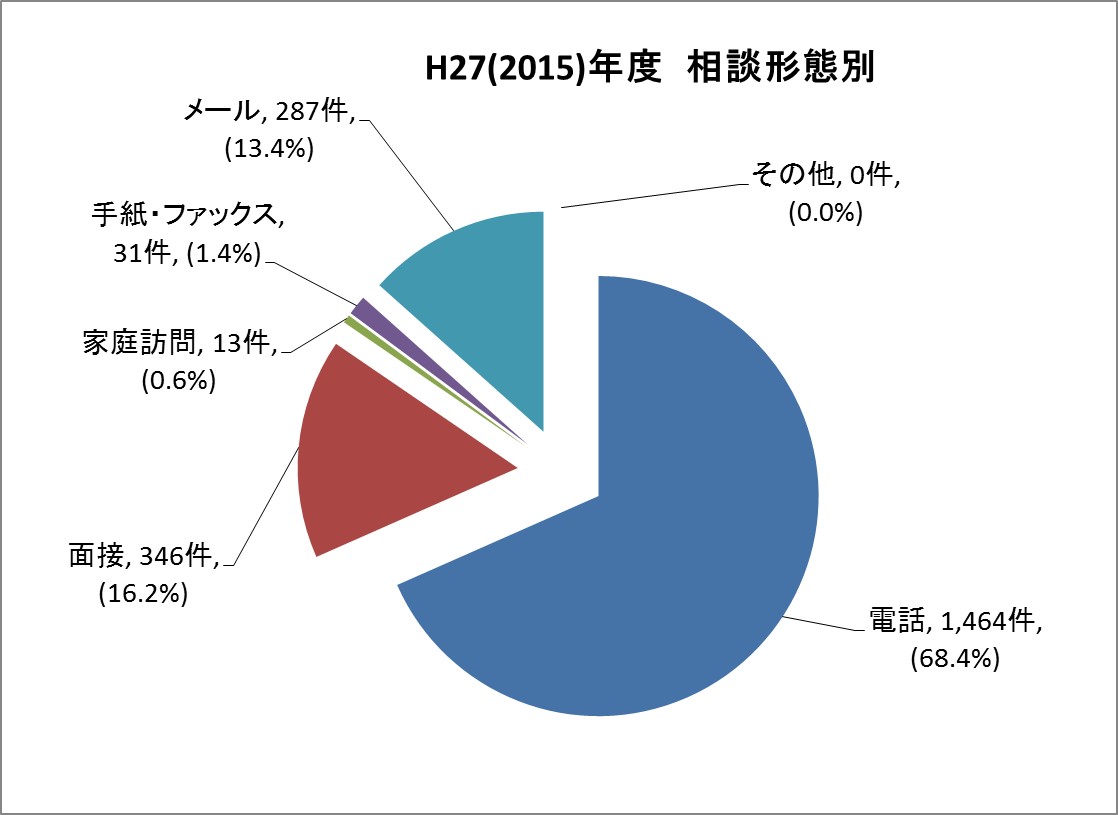 H27(2015)年度　相談形態別
メール, 287件,
(13.4%)
その他, 0件,
(0.0%)
手紙・ファックス,
31件, (1.4%)
家庭訪問, 13件,
(0.6%)
面接, 346件,
(16.2%)
電話, 1,464件,
(68.4%)